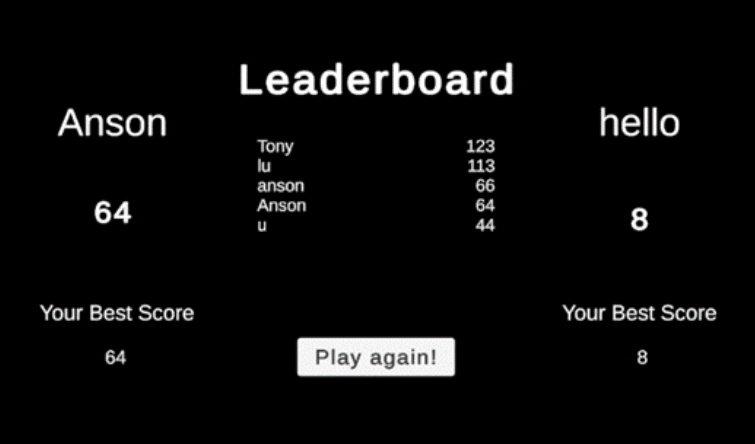 Leaderboard
Anson
hello
Tony 123
lu 113
anson 66
Anson 64
u 44
64
8
Your Best Score
64
Your Best Score
8
Play again!